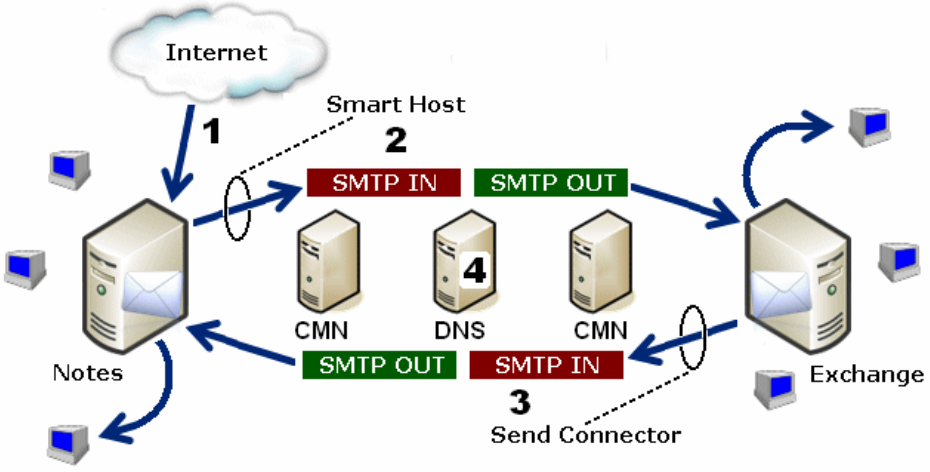 Internet
Smart Host
1
2
SMTP IN SMTP OUT
4
CMN DNS CMN
SMTP OUT SMTP IN
Notes Exchange
3
Send Connector